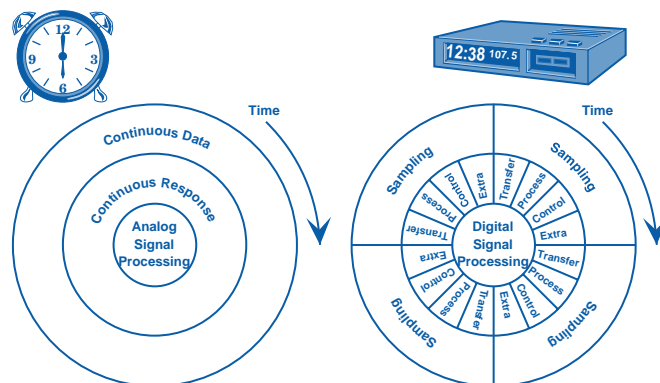 12
9
3
6
12:38 107.5
Time
Continuous Data
Continuous Response
Analog
Signal
Processing
Time
Sampling
Sampling
Sampling
Sampling
Transfer
Process
Control
Extra
Transfer
Process
Control
Extra
Transfer
Process
Control
Extra
Transfer
Process
Control
Extra
Digital
Signal
Processing